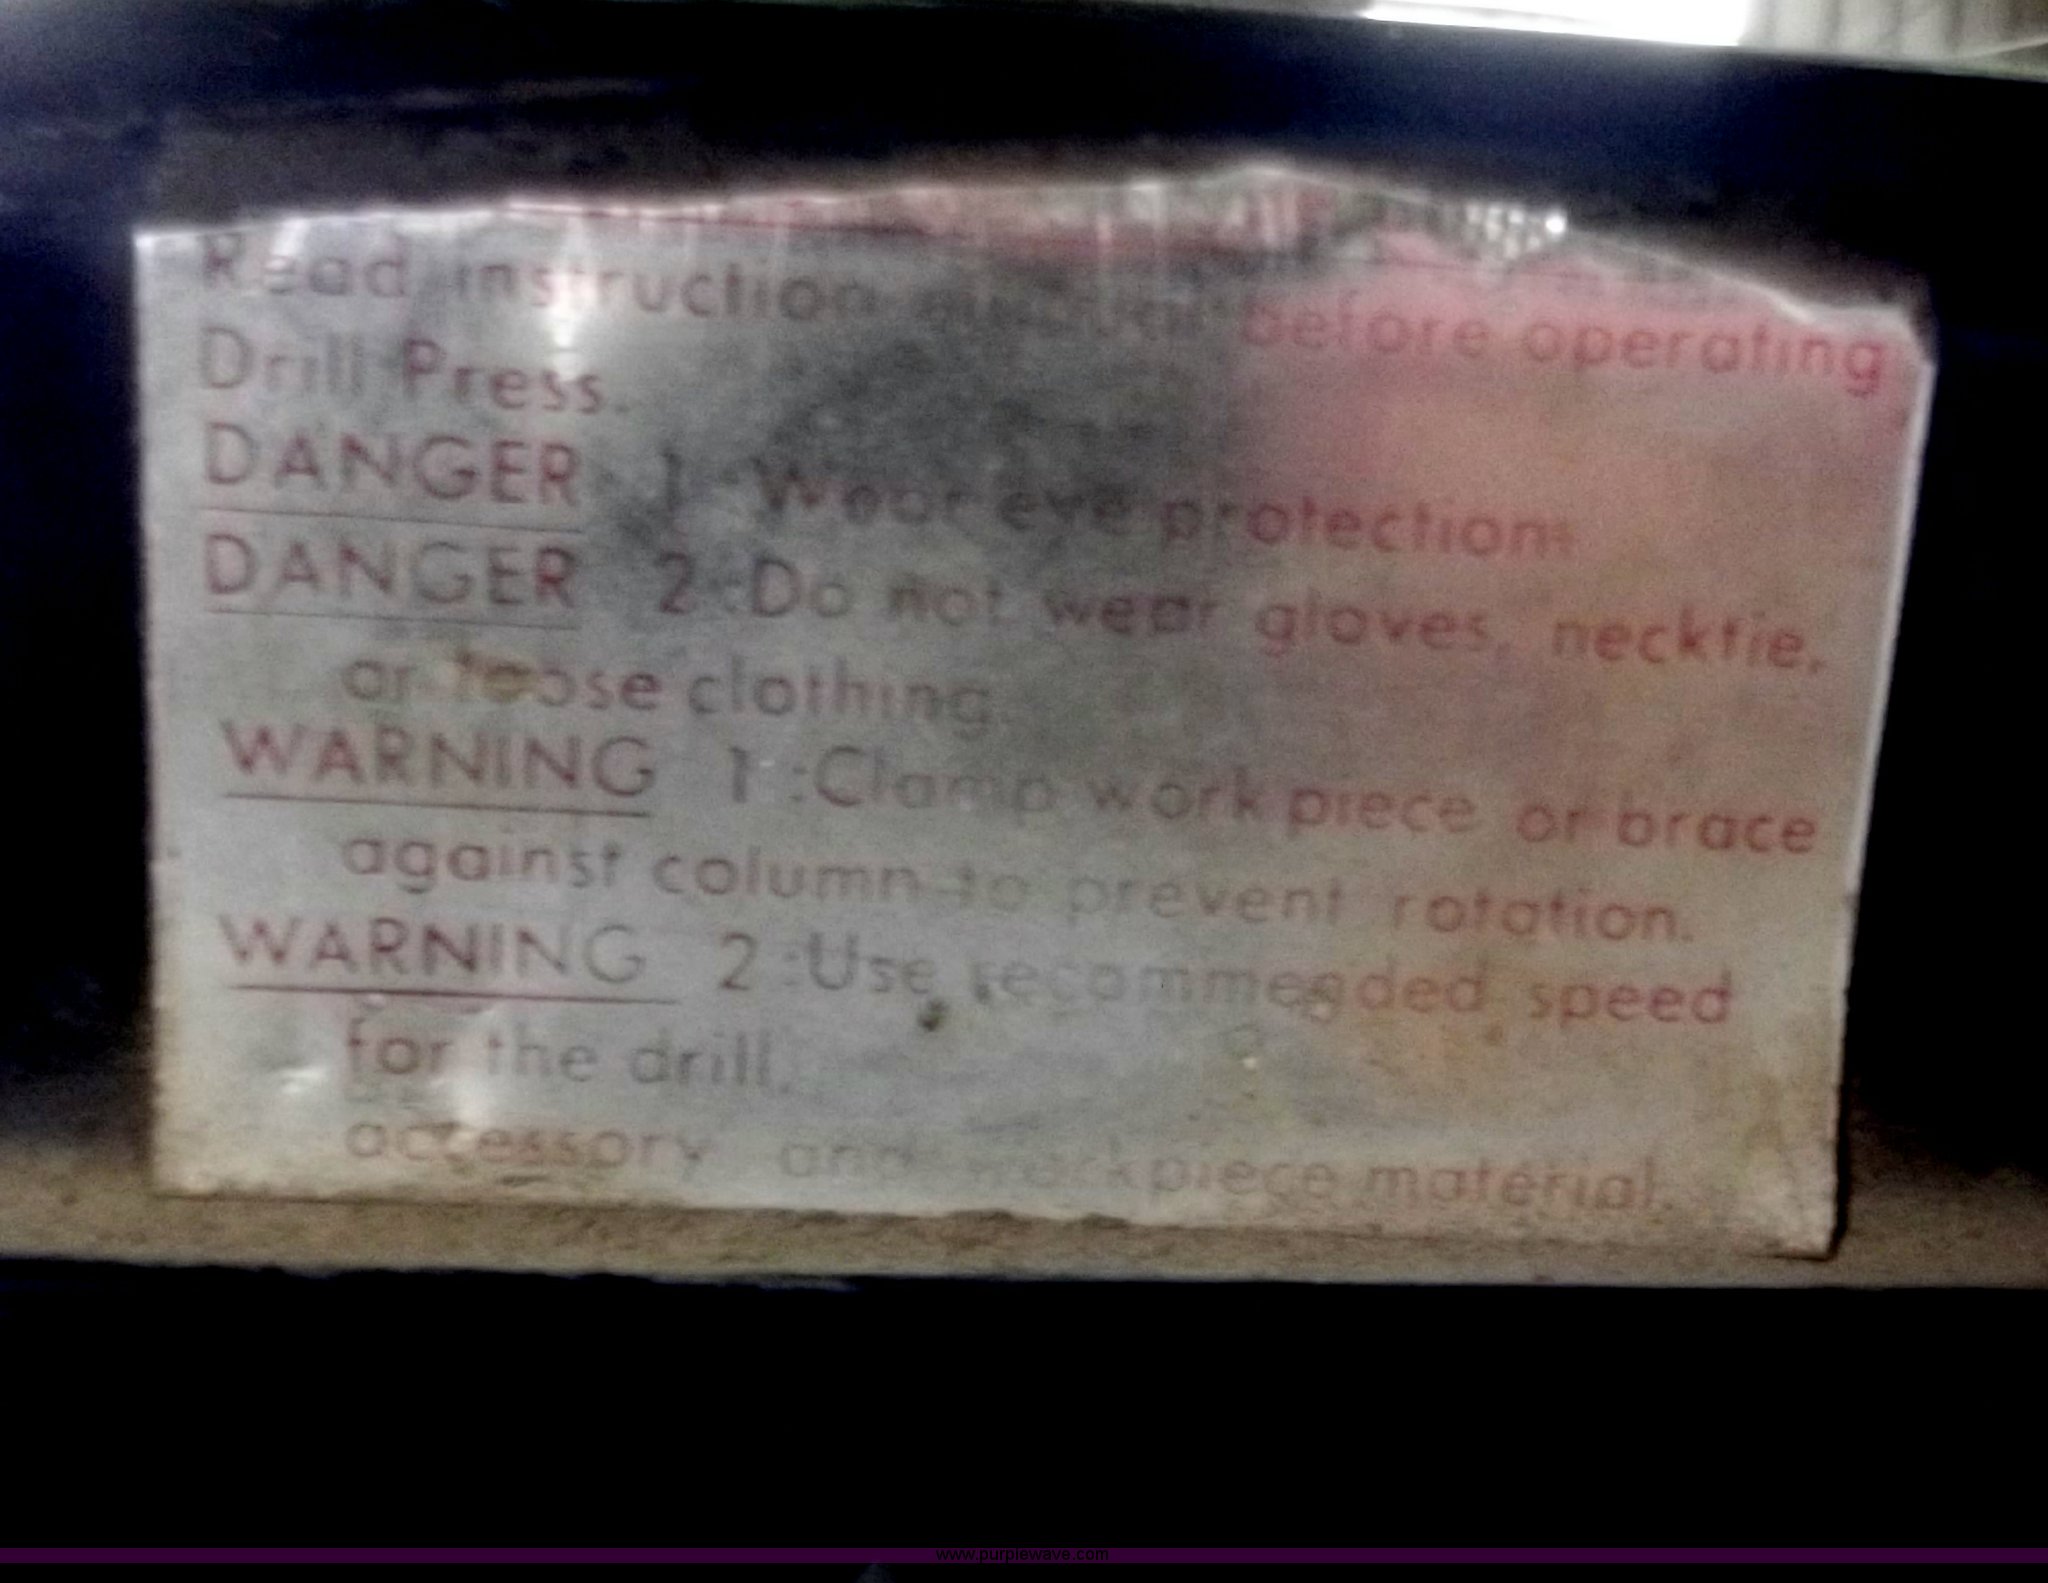 Read instruction manual before operating
Drill Press.
DANGER 1 :Wear eye protection.
DANGER 2 :Do not wear gloves, necktie,
or loose clothing.
WARNING 1 :Clamp work piece or brace
against column to prevent rotation.
WARNING 2 :Use recommended speed
for the drill.
accessory and workpiece material.
www.purplewave.com